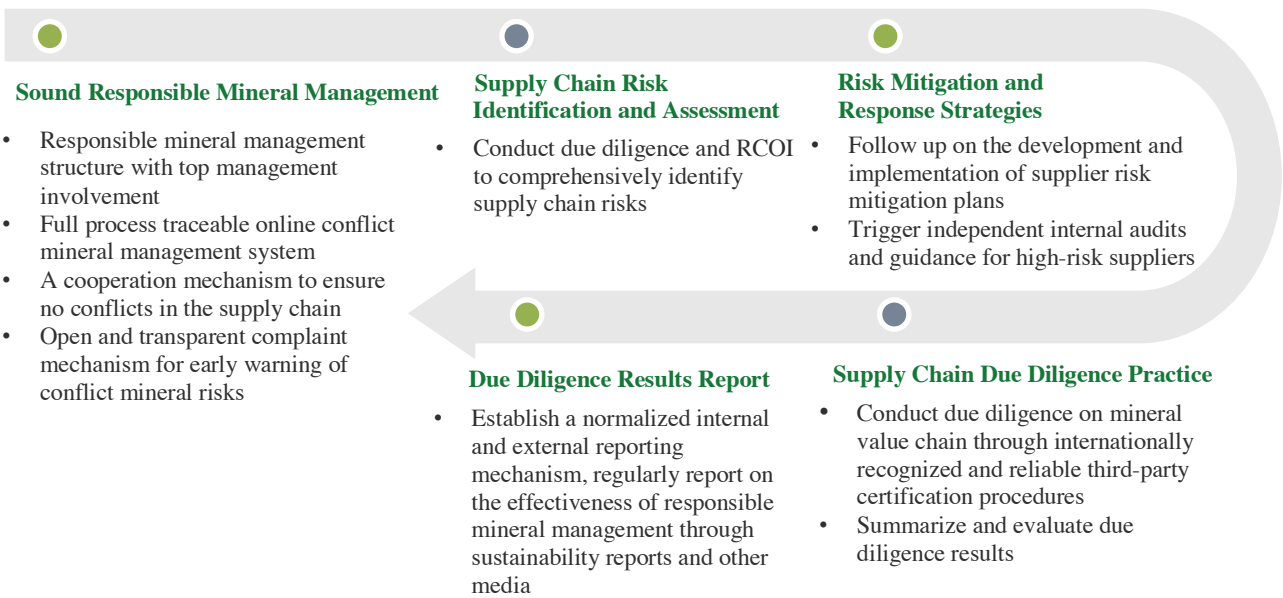 Sound Responsible Mineral Management
• Responsible mineral management
structure with top management
involvement
• Full process traceable online conflict
mineral management system
• A cooperation mechanism to ensure
no conflicts in the supply chain
• Open and transparent complaint
mechanism for early warning of
conflict mineral risks
Supply Chain Risk
Identification and Assessment
• Conduct due diligence and RCOI
to comprehensively identify
supply chain risks
Risk Mitigation and
Response Strategies
• Follow up on the development and
implementation of supplier risk
mitigation plans
• Trigger independent internal audits
and guidance for high-risk suppliers
Supply Chain Due Diligence Practice
• Conduct due diligence on mineral
value chain through internationally
recognized and reliable third-party
certification procedures
• Summarize and evaluate due
diligence results
Due Diligence Results Report
• Establish a normalized internal
and external reporting
mechanism, regularly report on
the effectiveness of responsible
mineral management through
sustainability reports and other
media